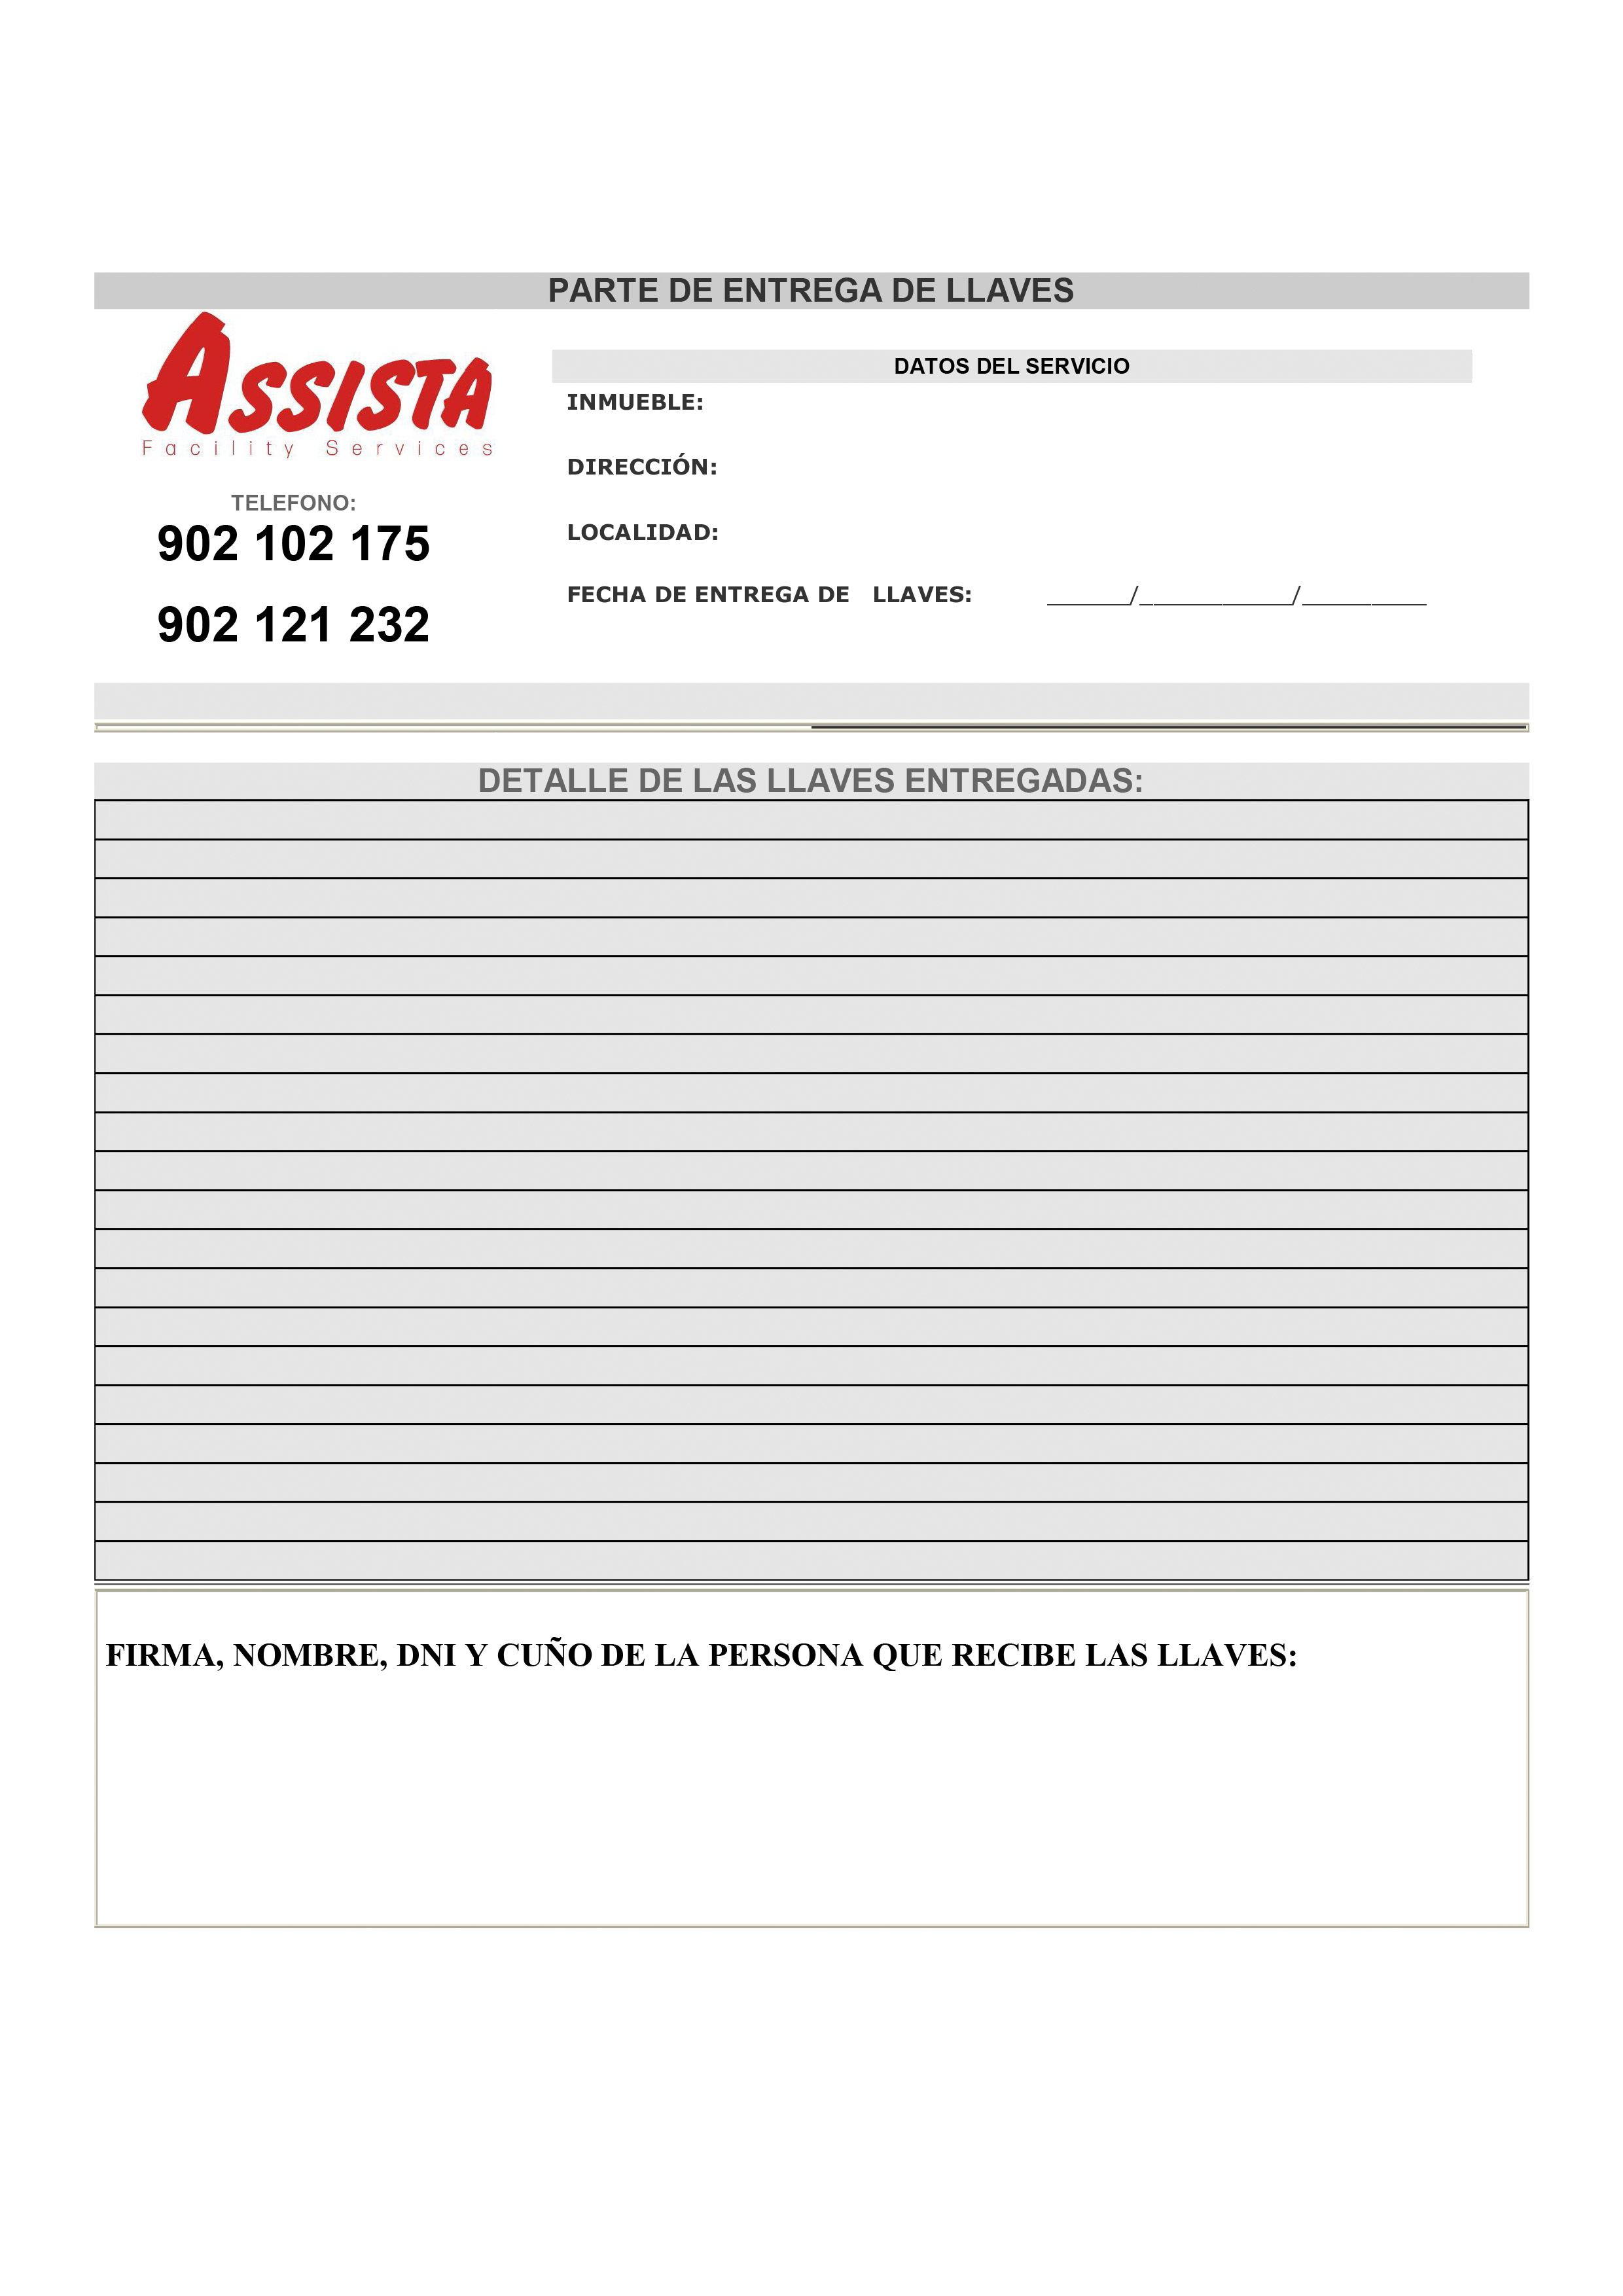 PARTE DE ENTREGA DE LLAVES
ASSISTA
Facility Services
TELEFONO:
902 102 175
902 121 232
DATOS DEL SERVICIO
INMUEBLE:
DIRECCIÓN:
LOCALIDAD:
FECHA DE ENTREGA DE LLAVES: ______/___________/_________
DETALLE DE LAS LLAVES ENTREGADAS:
FIRMA, NOMBRE, DNI Y CUÑO DE LA PERSONA QUE RECIBE LAS LLAVES: